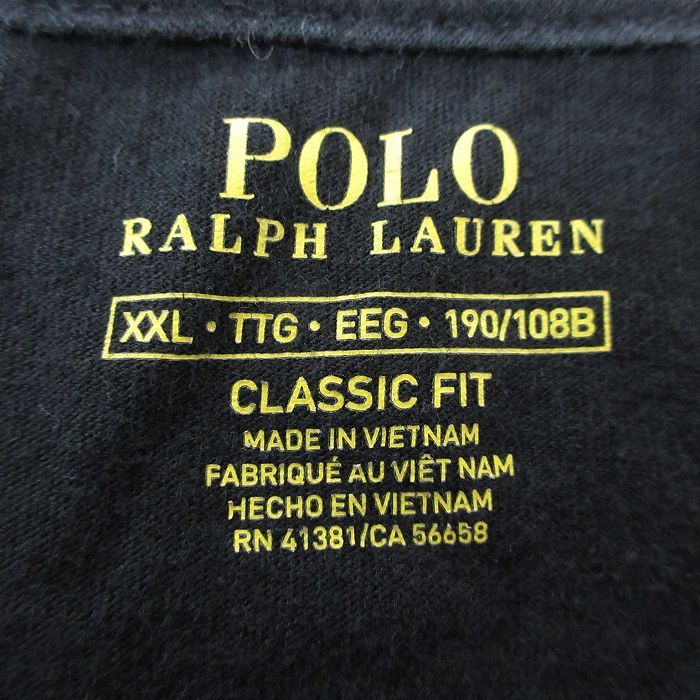 POLO
RALPH LAUREN
XXL • TTG • EEG • 190/108B
CLASSIC FIT
MADE IN VIETNAM
FABRIQUÉ AU VIÊT NAM
HECHO EN VIETNAM
RN 41381/CA 56658